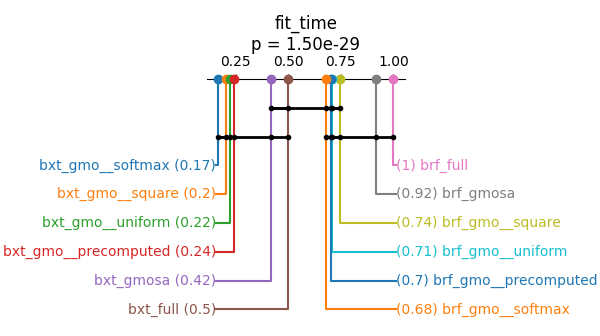 fit_time
p = 1.50e-29
0.25 0.50 0.75 1.00
bxt_gmo__softmax (0.17) (1) brf_full
bxt_gmo__square (0.2) (0.92) brf_gmosa
bxt_gmo__uniform (0.22) (0.74) brf_gmo__square
bxt_gmo__precomputed (0.24) (0.71) brf_gmo__uniform
bxt_gmosa (0.42) (0.7) brf_gmo__precomputed
bxt_full (0.5) (0.68) brf_gmo__softmax